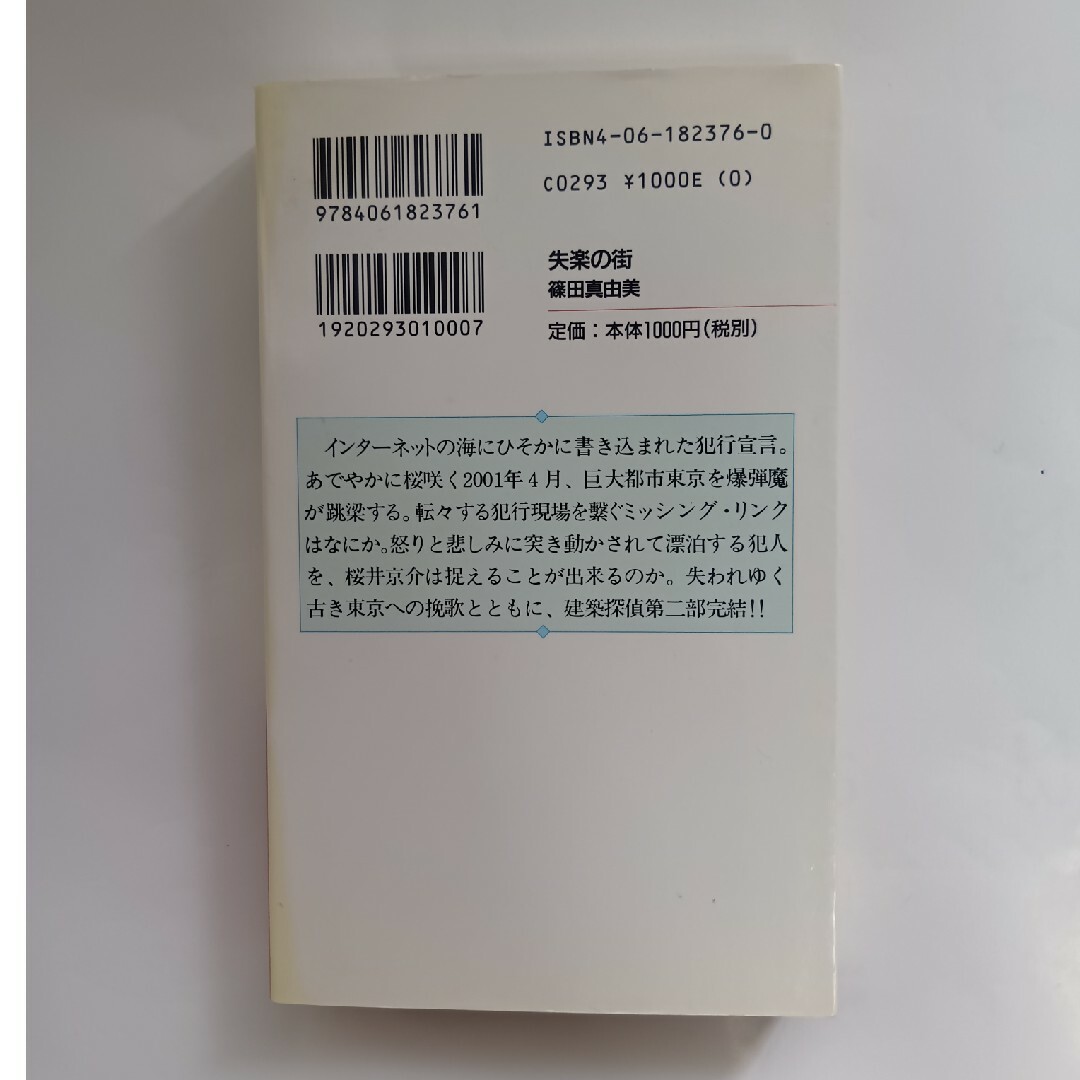 ISBN4-06-182376-0
C0293 ¥1000E (0)
9784061823761
失楽の街
篠田真由美
1920293010007
定価：本体1000円(税別)
インターネットの海にひそかに書き込まれた犯行宣言。
あでやかに桜咲く2001年4月、巨大都市東京を爆弾魔
が跳梁する。転々する犯行現場を繋ぐミッシング・リンク
はなにか。怒りと悲しみに突き動かされて漂泊する犯人
を、桜井京介は捉えることが出来るのか。失われゆく
古き東京への挽歌とともに、建築探偵第二部完結!!